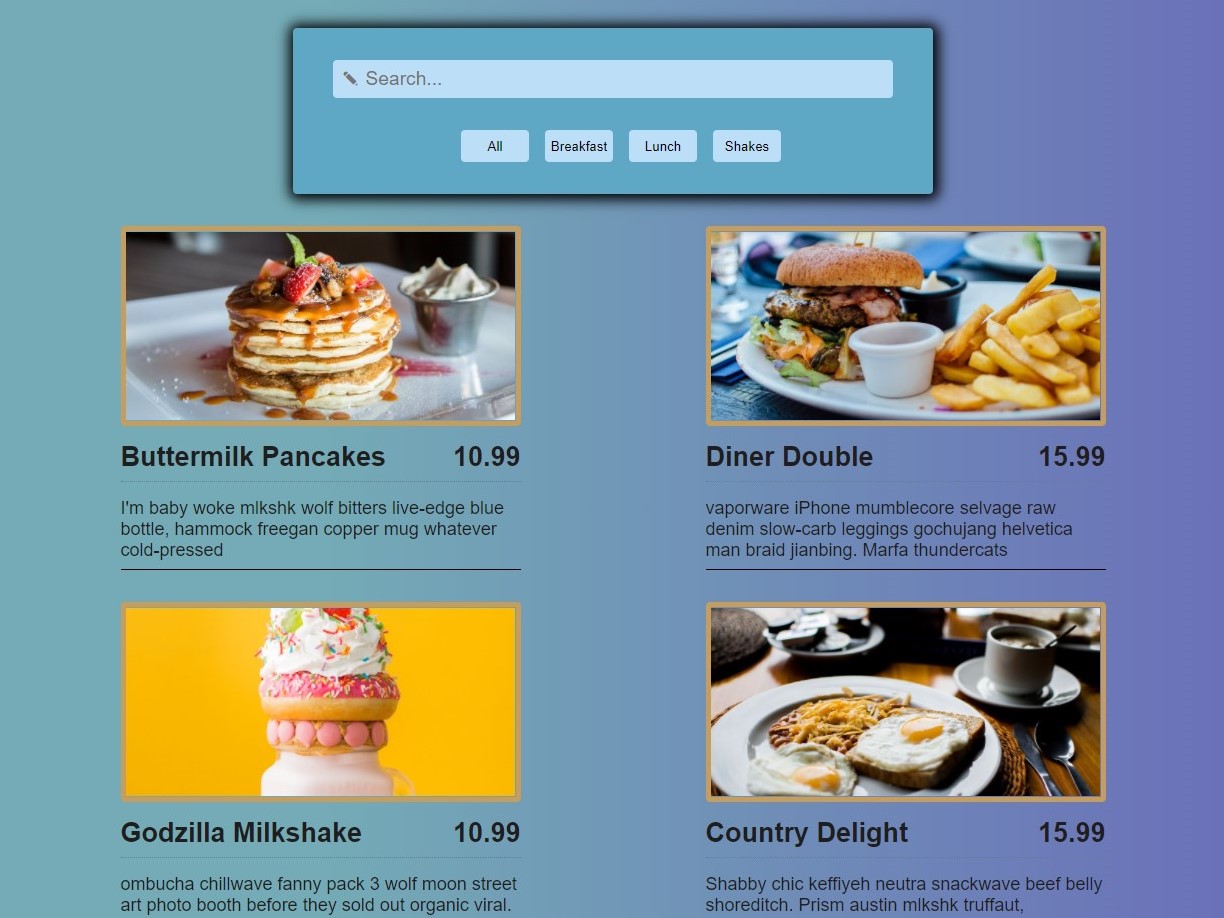 Search...
All Breakfast Lunch Shakes
Buttermilk Pancakes 10.99
I'm baby woke mlkshk wolf bitters live-edge blue
bottle, hammock freegan copper mug whatever
cold-pressed
Diner Double 15.99
vaporware iPhone mumblecore selvage raw
denim slow-carb leggings gochujang helvetica
man braid jianbing. Marfa thundercats
Godzilla Milkshake 10.99
ombucha chillwave fanny pack 3 wolf moon street
art photo booth before they sold out organic viral.
Country Delight 15.99
Shabby chic keffiyeh neutra snackwave beef belly
shoreditch. Prism austin mlkshk truffaut,